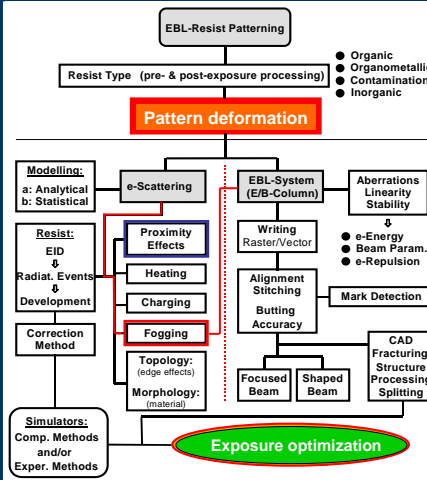 EBL-Resist Patterning
Resist Type (pre- & post-exposure processing)
● Organic
● Organometallic
● Contamination
● Inorganic
Pattern deformation
Modelling:
a: Analytical
b: Statistical
e-Scattering
EBL-System
(E/B-Column)
Aberrations
Linearity
Stability
● e-Energy
● Beam Param.
● e-Repulsion
Resist:
EID
⇩
Radiat. Events
⇩
Development
Correction
Method
Proximity
Effects
Heating
Charging
Fogging
Topology:
(edge effects)
Morphology:
(material)
Writing
Raster/Vector
Alignment
Stitching
Butting
Accuracy
Mark Detection
Focused
Beam
Shaped
Beam
CAD
Fracturing
Structure
Processing
Splitting
Simulators:
Comp. Methods
and/or
Exper. Methods
Exposure optimization